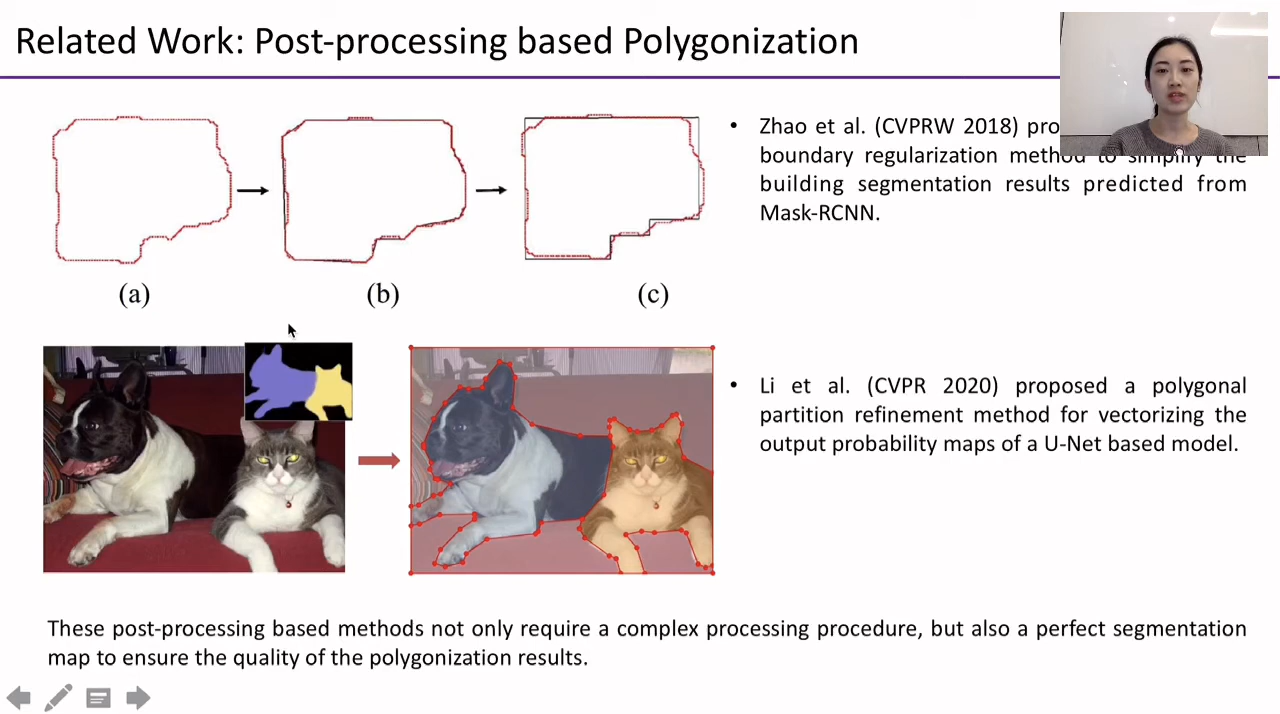 Related Work: Post-processing based Polygonization
• Zhao et al. (CVPRW 2018)
boundary regularization method to simplify the
building segmentation results predicted from
Mask-RCNN.
(a)
(b)
(c)
• Li et al. (CVPR 2020) proposed a polygonal
partition refinement method for vectorizing the
output probability maps of a U-Net based model.
These post-processing based methods not only require a complex processing procedure, but also a perfect segmentation
map to ensure the quality of the polygonization results.